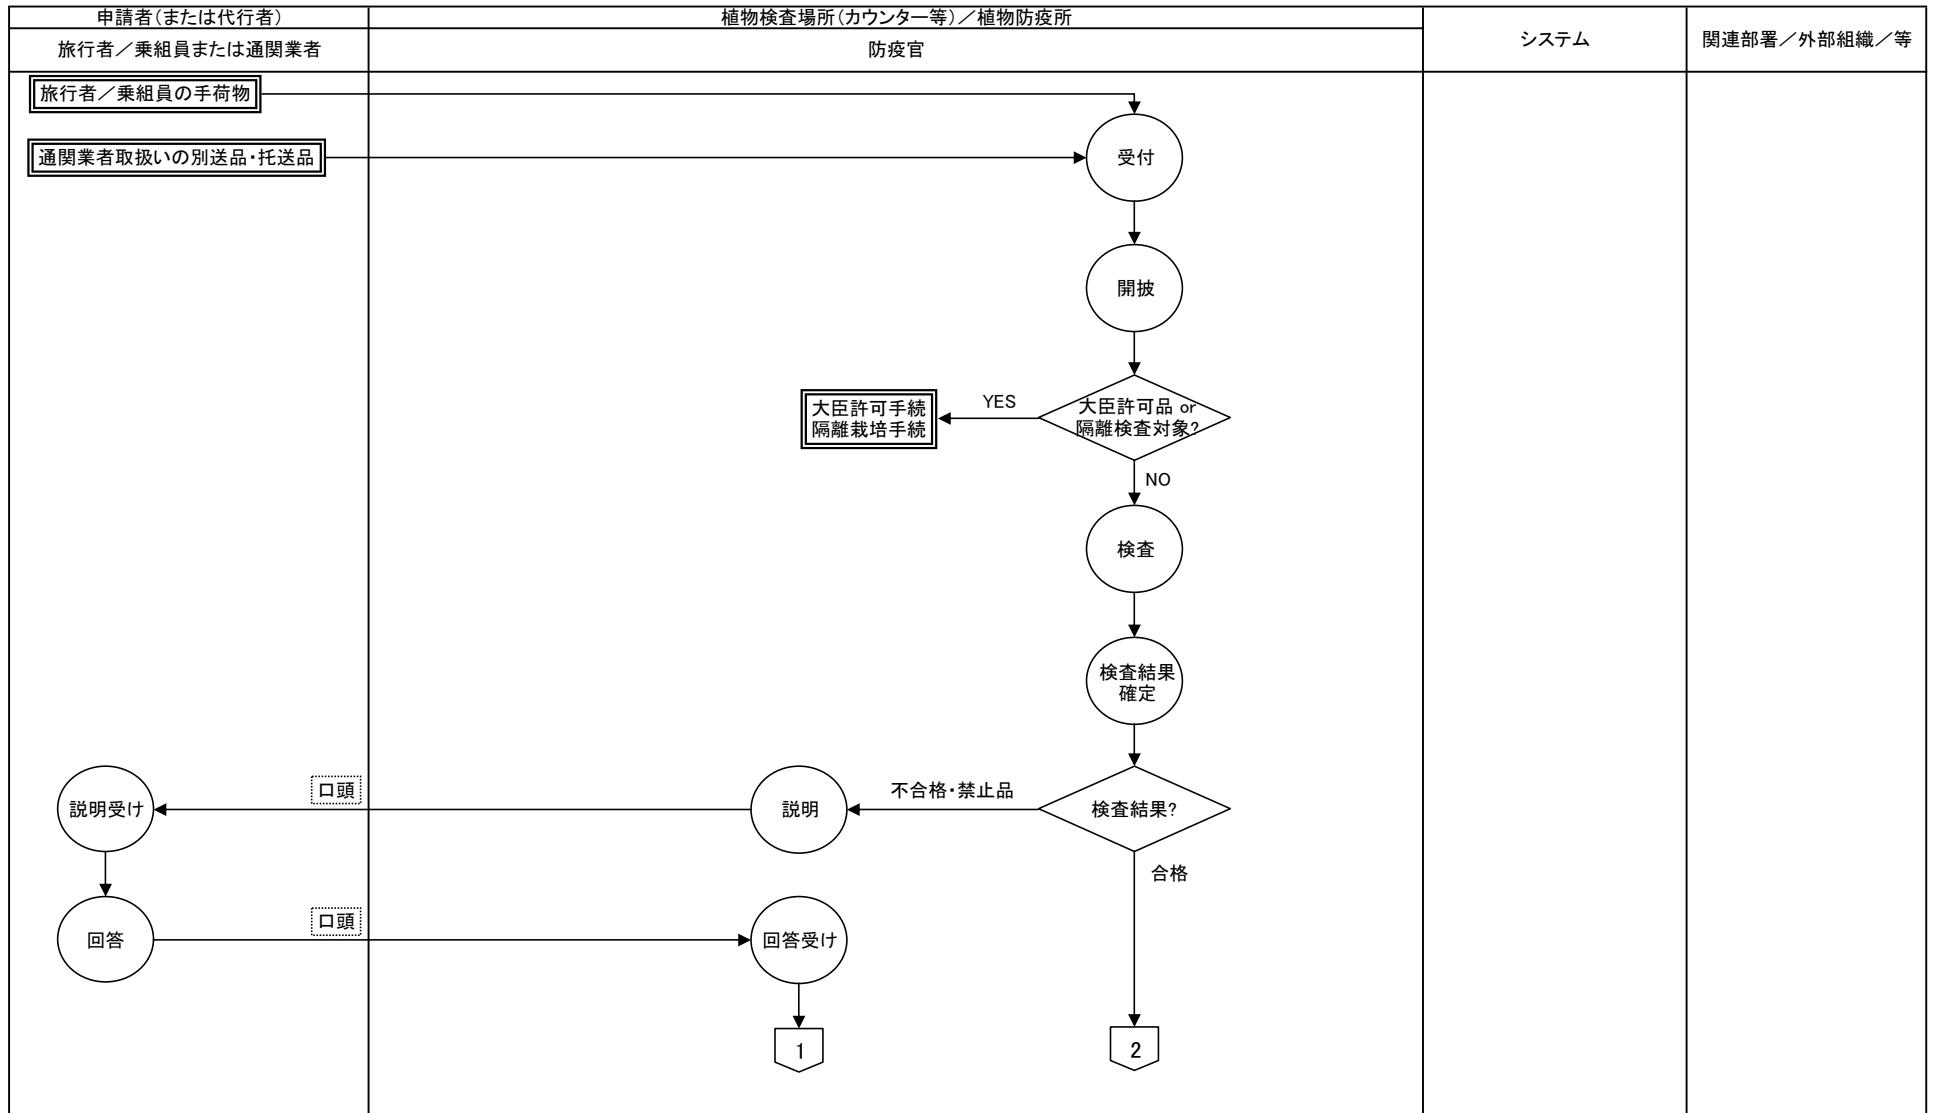 申請者（または代行者）
植物検査場所（カウンター等）／植物防疫所
システム
関連部署／外部組織／等
旅行者／乗組員または通関業者
防疫官
旅行者／乗組員の手荷物
通関業者取扱いの別送品・托送品
受付
開披
大臣許可手続
隔離栽培手続
YES
大臣許可品 or
隔離検査対象?
NO
検査
検査結果
確定
説明受け
口頭
説明
不合格・禁止品
検査結果?
合格
回答
口頭
回答受け
1
2